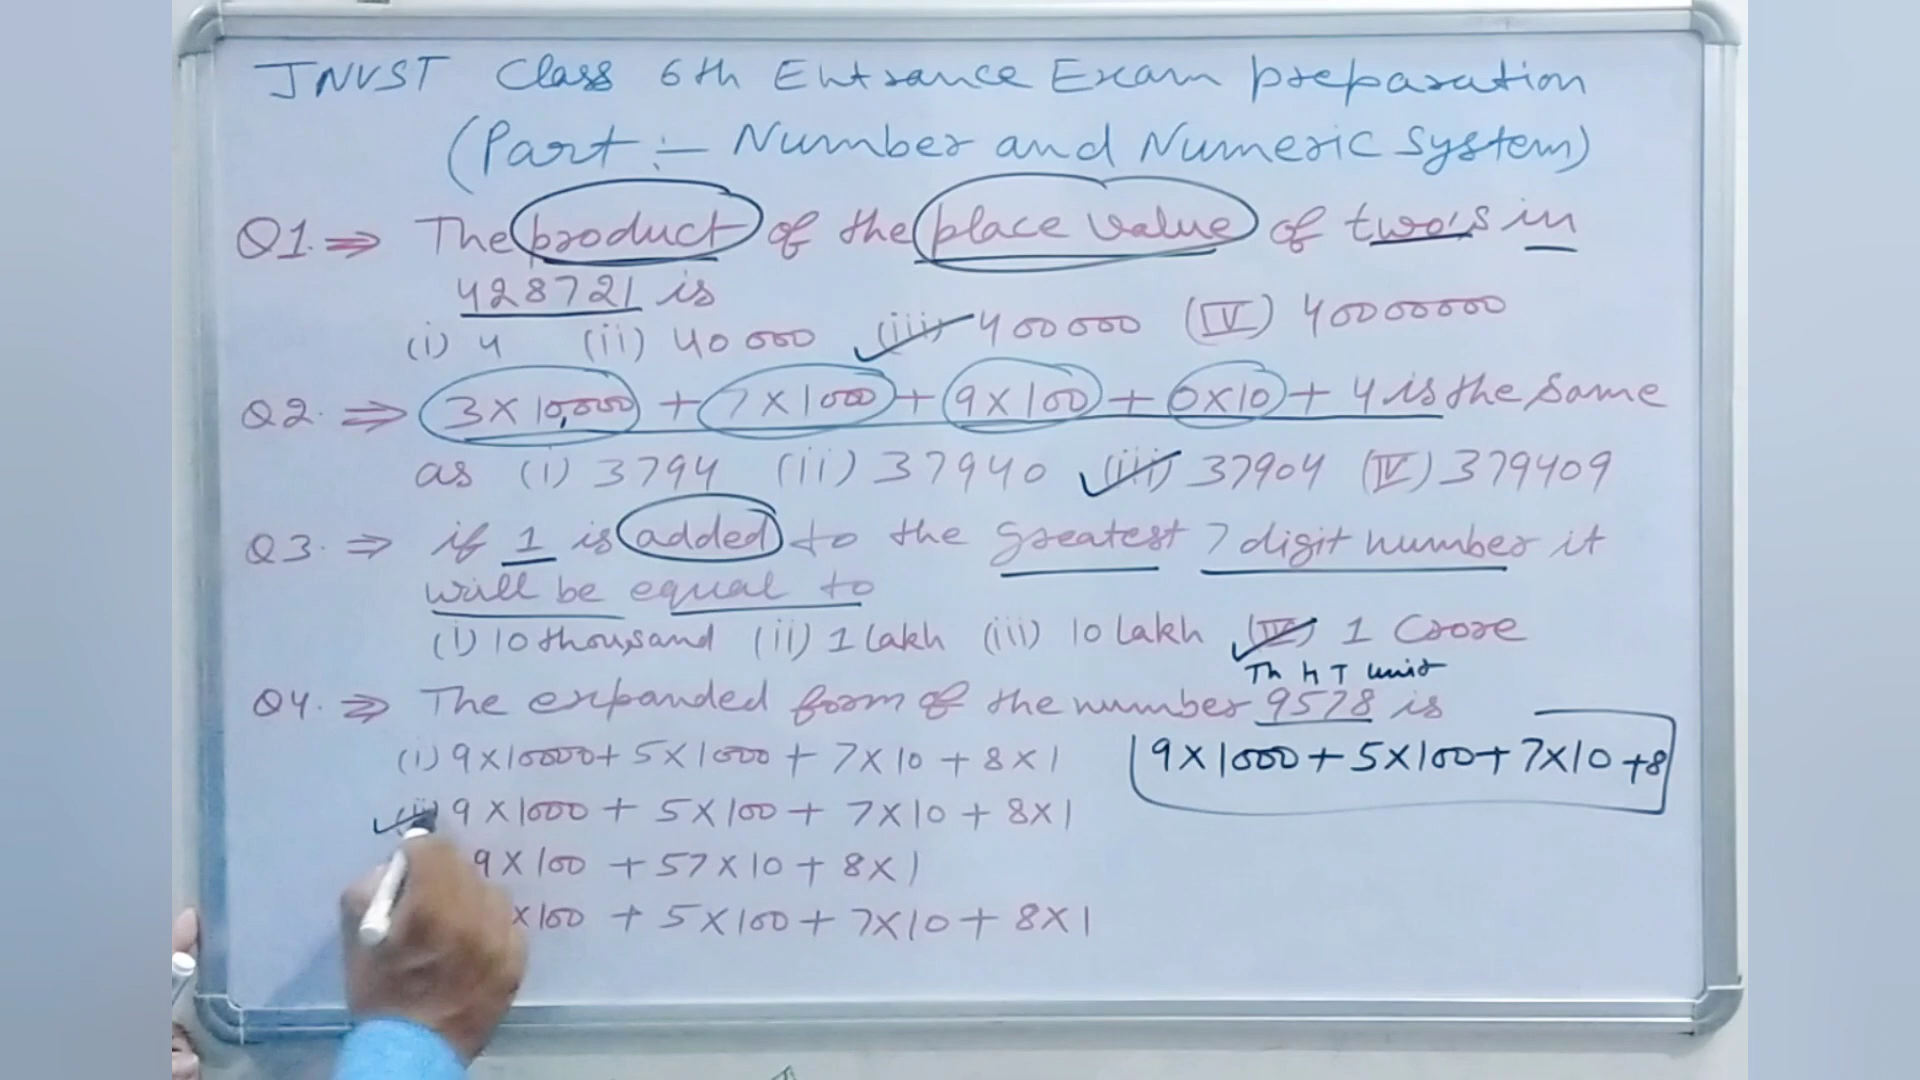 JNVST Class 6th Entrance Exam preparation
(Part :- Number and Numeric System)
Q1. ⇒ The product of the place value of two's in
428721 is
(i) 4 (ii) 40000 (iii) 400000 (IV) 40000000
Q2. ⇒ 3×10,000 + 7×1000 + 9×100 + 0×10 + 4 is the same
as (i) 3794 (ii) 37940 (iii) 37904 (IV) 379409
Q3. ⇒ if 1 is added to the greatest 7 digit number it
will be equal to
(i) 10 thousand (ii) 1 lakh (iii) 10 lakh (IV) 1 Crore
Th H T Unit
Q4. ⇒ The expanded form of the number 9578 is
(i) 9×10000+ 5×1000 + 7×10 + 8×1
9×1000 + 5×100 + 7×10 +8
(ii) 9×1000 + 5×100 + 7×10 + 8×1
9×100 + 57×10 + 8×1
×100 + 5×100 + 7×10 + 8×1